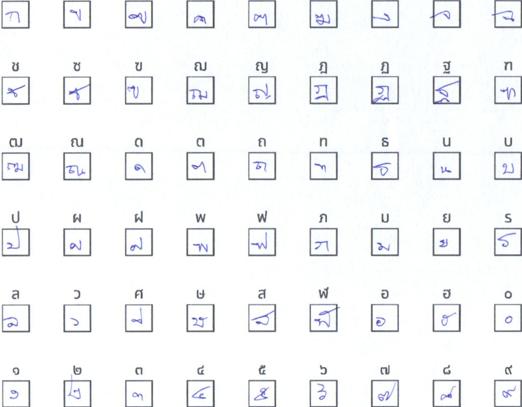 ก ข ฃ ค ฅ ฆ ง จ ฉ
ช ซ ข ฌ ญ ฎ ฏ ฐ ฑ
ช ซ ข ฌ ญ ฎ ฏ ฐ ฑ
ฒ ณ ด ต ถ ท ธ น บ
ฒ ณ ด ต ถ ท ธ น บ
ป ผ ฝ พ ฟ ภ ม ย ร
ป ผ ฝ พ ฟ ภ ม ย ร
ล ว ศ ษ ส ฬ อ ฮ ๐
ล ว ศ ษ ส ฬ อ ฮ ๐
๑ ๒ ๓ ๔ ๕ ๖ ๗ ๘ ๙
๑ ๒ ๓ ๔ ๕ ๖ ๗ ๘ ๙